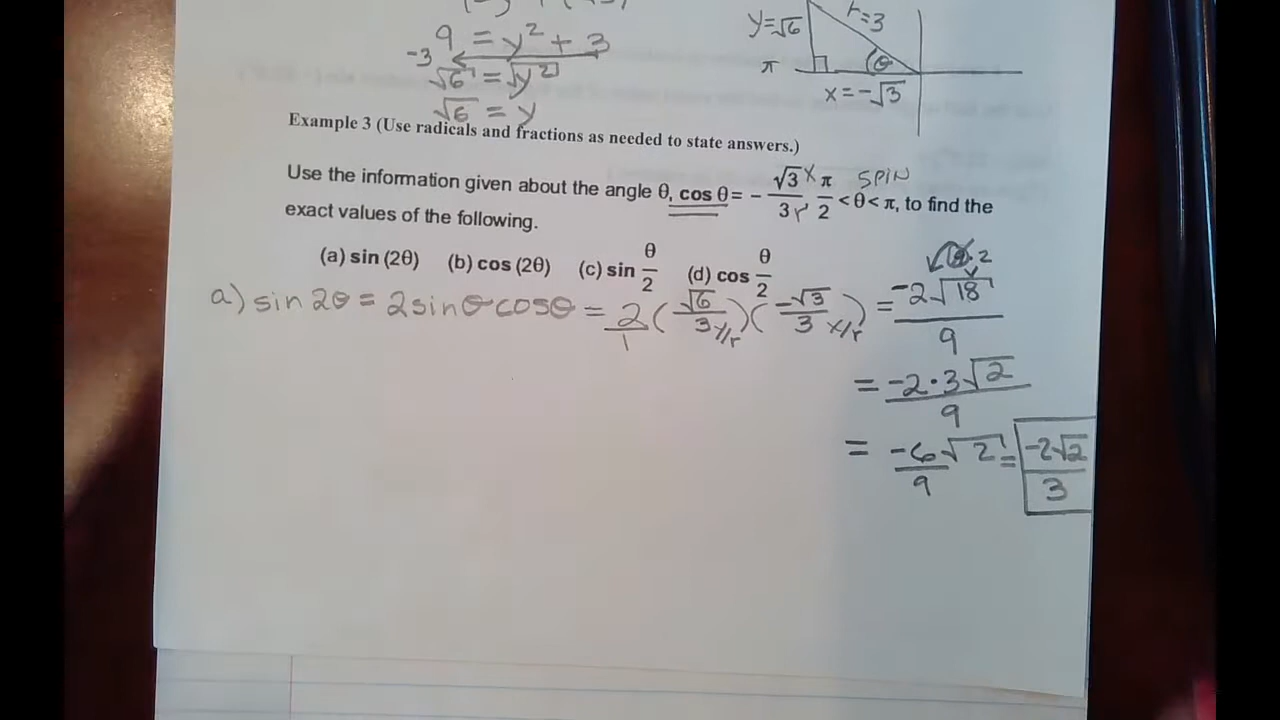 9 = y² + 3
-3
√6 = √y²
√6 = y
y=√6
r=3
θ
π
x=-√3
Example 3 (Use radicals and fractions as needed to state answers.)
Use the information given about the angle θ, cos θ = - √3/3, π/2 < θ < π, to find the
x
r
SPIN
exact values of the following.
(a) sin (2θ) (b) cos (2θ) (c) sin θ/2 (d) cos θ/2
a) sin 2θ = 2 sin θ cos θ = 2/1 (√6/3 y/r)(-√3/3 x/r) = -2√18/9
= -2·3√2/9
= -6√2/9 = -2√2/3